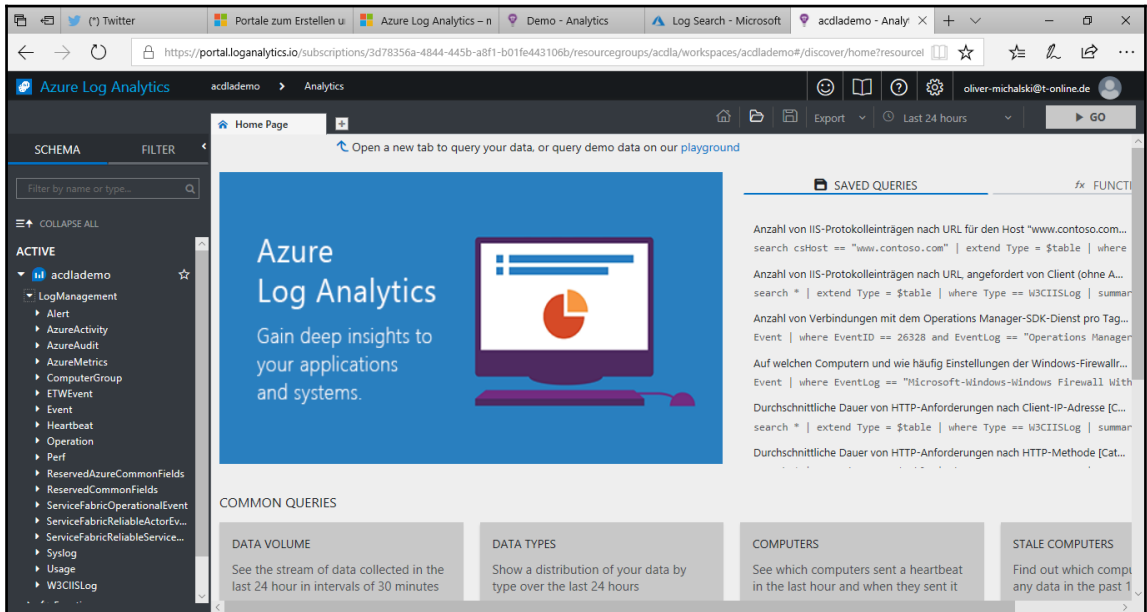 (*) Twitter
Portale zum Erstellen u
Azure Log Analytics – n
Demo - Analytics
Log Search - Microsoft
acdlademo - Analy
https://portal.loganalytics.io/subscriptions/3d78356a-4844-445b-a8f1-b01fe443106b/resourcegroups/acdla/workspaces/acdlademo#/discover/home?resourcel
Azure Log Analytics
acdlademo > Analytics
oliver-michalski@t-online.de
Home Page
Export
Last 24 hours
GO
SCHEMA
FILTER
Open a new tab to query your data, or query demo data on our playground
Filter by name or type...
COLLAPSE ALL
ACTIVE
acdlademo
LogManagement
Alert
AzureActivity
AzureAudit
AzureMetrics
ComputerGroup
ETWEvent
Event
Heartbeat
Operation
Perf
ReservedAzureCommonFields
ReservedCommonFields
ServiceFabricOperationalEvent
ServiceFabricReliableActorEv...
ServiceFabricReliableService...
Syslog
Usage
W3CIISLog
Azure
Log Analytics
Gain deep insights to
your applications
and systems.
SAVED QUERIES
fx FUNCTI
Anzahl von IIS-Protokolleinträgen nach URL für den Host "www.contoso.com...
search csHost == "www.contoso.com" | extend Type = $table | where
Anzahl von IIS-Protokolleinträgen nach URL, angefordert von Client (ohne A...
search * | extend Type = $table | where Type == W3CIISLog | summar
Anzahl von Verbindungen mit dem Operations Manager-SDK-Dienst pro Tag...
Event | where EventID == 26328 and EventLog == "Operations Manager
Auf welchen Computern und wie häufig Einstellungen der Windows-Firewallr...
Event | where EventLog == "Microsoft-Windows-Windows Firewall With
Durchschnittliche Dauer von HTTP-Anforderungen nach Client-IP-Adresse [C...
search * | extend Type = $table | where Type == W3CIISLog | summar
Durchschnittliche Dauer von HTTP-Anforderungen nach HTTP-Methode [Cat...
COMMON QUERIES
DATA VOLUME
See the stream of data collected in the
last 24 hour in intervals of 30 minutes
DATA TYPES
Show a distribution of your data by
type over the last 24 hours
COMPUTERS
See which computers sent a heartbeat
in the last hour and when they sent it
STALE COMPUTERS
Find out which compu
any data in the past 1